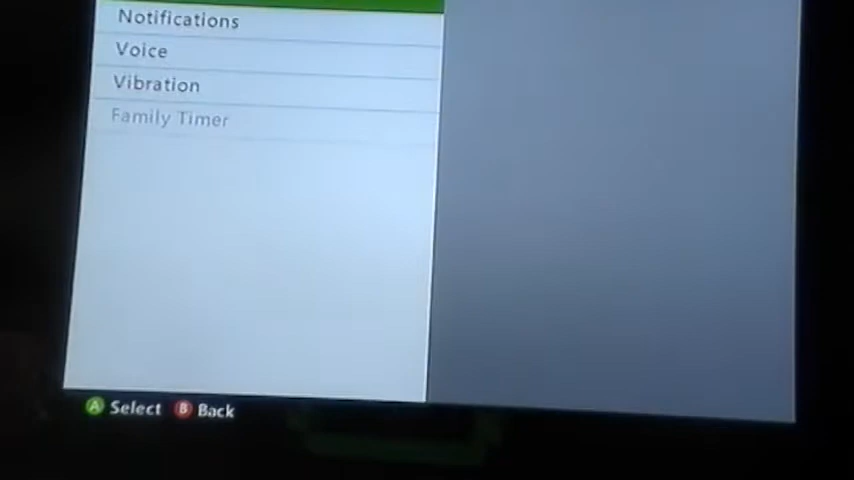 Notifications
Voice
Vibration
Family Timer
A Select B Back